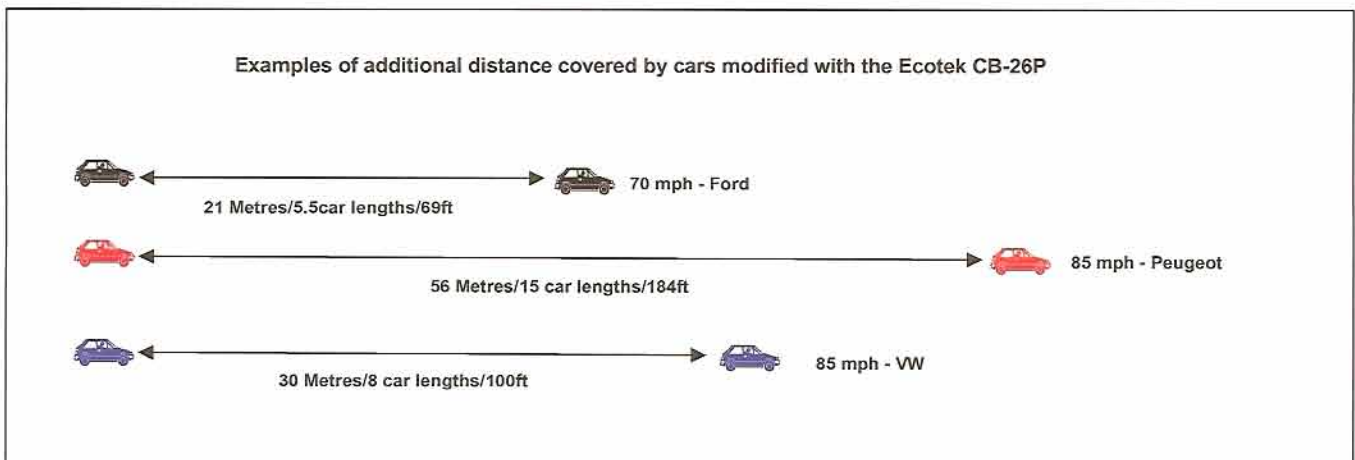 Examples of additional distance covered by cars modified with the Ecotek CB-26P
70 mph - Ford
21 Metres/5.5car lengths/69ft
85 mph - Peugeot
56 Metres/15 car lengths/184ft
85 mph - VW
30 Metres/8 car lengths/100ft